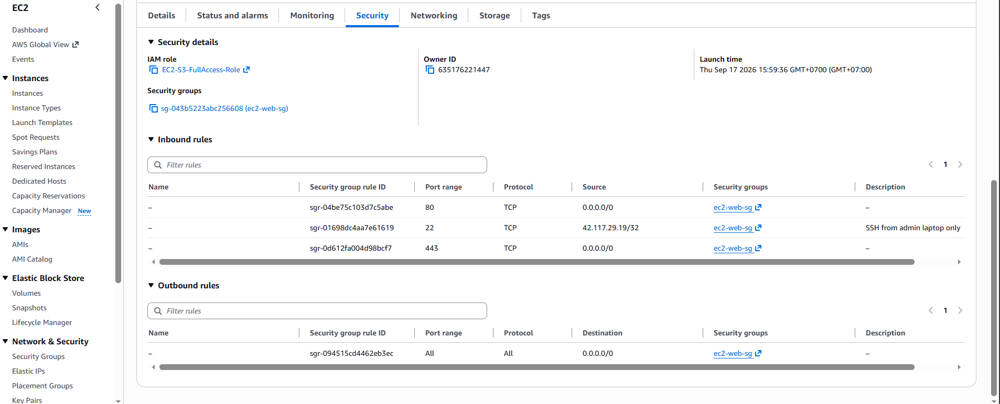 EC2
Dashboard
AWS Global View
Events
Instances
Instances
Instance Types
Launch Templates
Spot Requests
Savings Plans
Reserved Instances
Dedicated Hosts
Capacity Reservations
Capacity Manager New
Images
AMIs
AMI Catalog
Elastic Block Store
Volumes
Snapshots
Lifecycle Manager
Network & Security
Security Groups
Elastic IPs
Placement Groups
Key Pairs
Details Status and alarms Monitoring Security Networking Storage Tags
Security details
IAM role
EC2-S3-FullAccess-Role
Security groups
sg-043b5223abc256608 (ec2-web-sg)
Owner ID
635176221447
Launch time
Thu Sep 17 2026 15:59:36 GMT+0700 (GMT+07:00)
Inbound rules
Filter rules
1
Name Security group rule ID Port range Protocol Source Security groups Description
– sgr-04be75c103d7c5abe 80 TCP 0.0.0.0/0 ec2-web-sg –
– sgr-01698dc4aa7e61619 22 TCP 42.117.29.19/32 ec2-web-sg SSH from admin laptop only
– sgr-0d612fa004d98bcf7 443 TCP 0.0.0.0/0 ec2-web-sg –
Outbound rules
Filter rules
1
Name Security group rule ID Port range Protocol Destination Security groups Description
– sgr-094515cd4462eb3ec All All 0.0.0.0/0 ec2-web-sg –